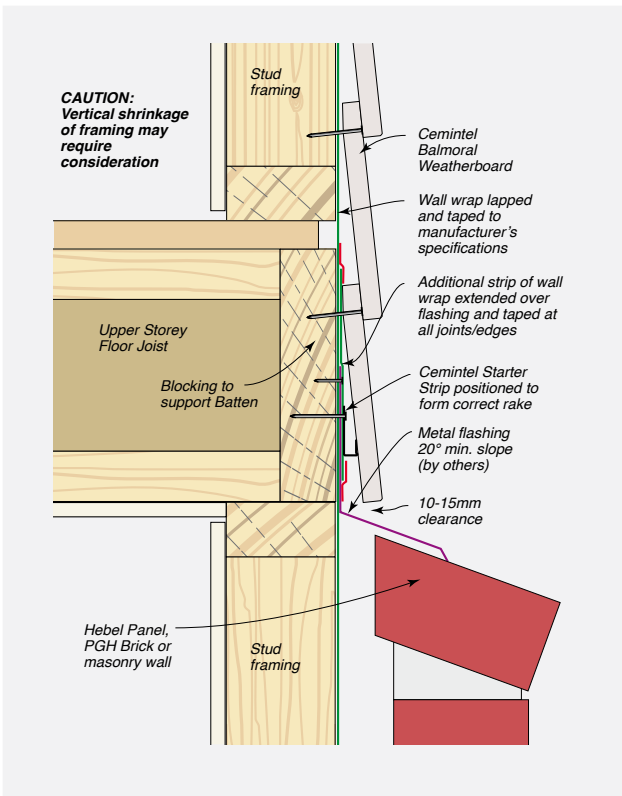 CAUTION:
Vertical shrinkage
of framing may
require
consideration
Stud
framing
Cemintel
Balmoral
Weatherboard
Wall wrap lapped
and taped to
manufacturer's
specifications
Additional strip of wall
wrap extended over
flashing and taped at
all joints/edges
Upper Storey
Floor Joist
Blocking to
support Batten
Cemintel Starter
Strip positioned to
form correct rake
Metal flashing
20° min. slope
(by others)
10-15mm
clearance
Hebel Panel,
PGH Brick or
masonry wall
Stud
framing